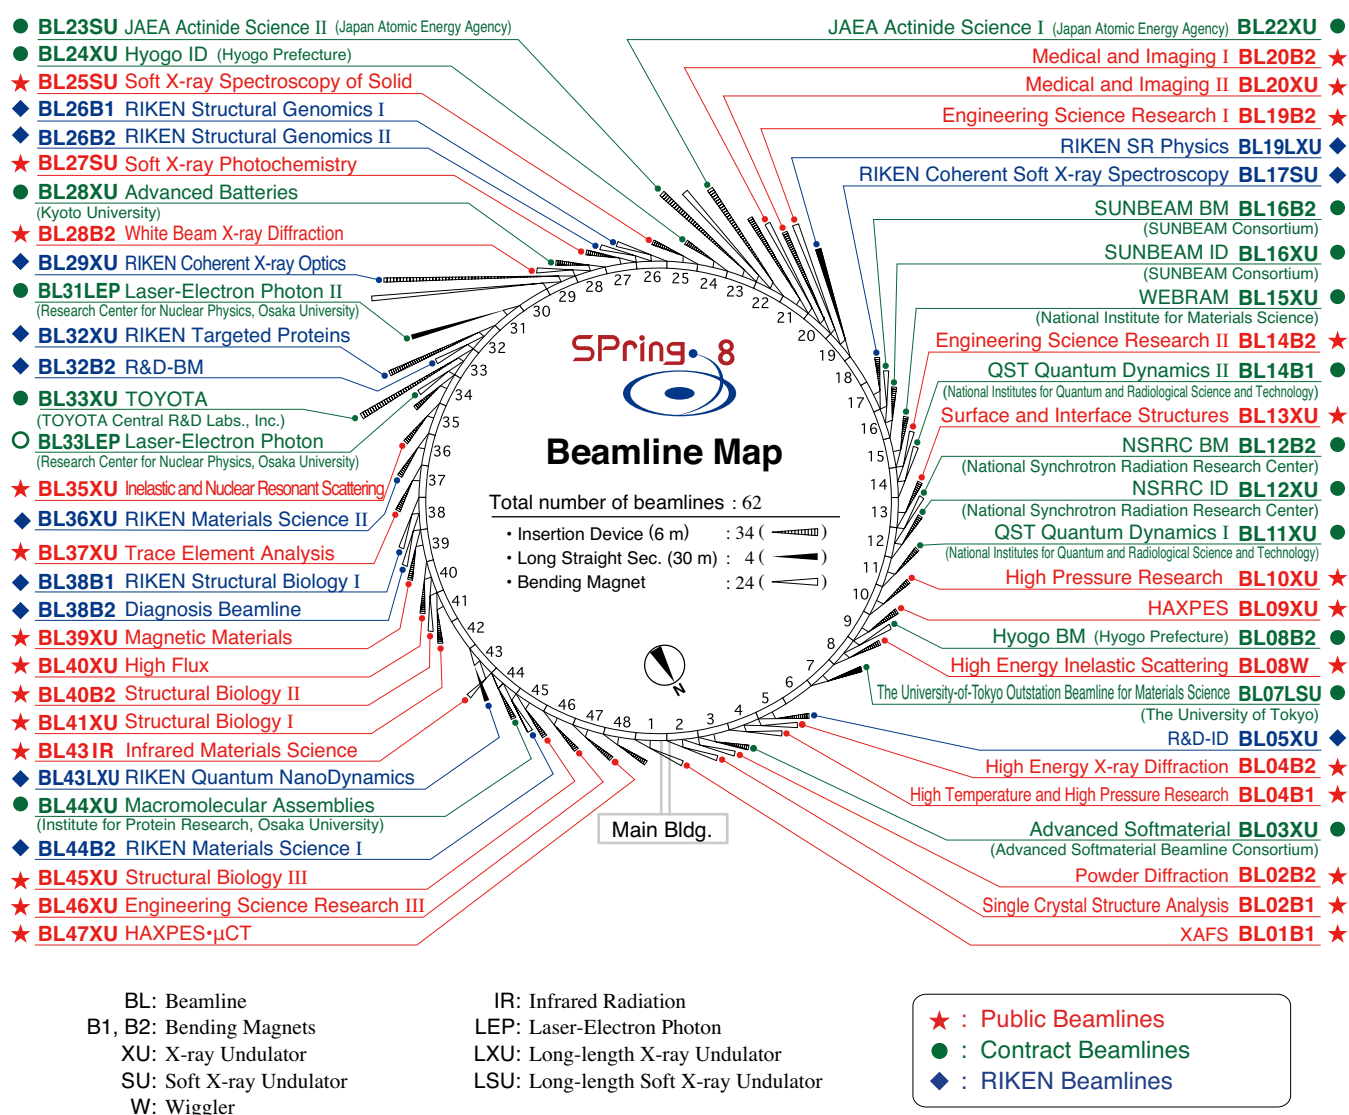 BL23SU JAEA Actinide Science II (Japan Atomic Energy Agency)
BL24XU Hyogo ID (Hyogo Prefecture)
BL25SU Soft X-ray Spectroscopy of Solid
BL26B1 RIKEN Structural Genomics I
BL26B2 RIKEN Structural Genomics II
BL27SU Soft X-ray Photochemistry
BL28XU Advanced Batteries
(Kyoto University)
BL28B2 White Beam X-ray Diffraction
BL29XU RIKEN Coherent X-ray Optics
BL31LEP Laser-Electron Photon II
(Research Center for Nuclear Physics, Osaka University)
BL32XU RIKEN Targeted Proteins
BL32B2 R&D-BM
BL33XU TOYOTA
(TOYOTA Central R&D Labs., Inc.)
BL33LEP Laser-Electron Photon
(Research Center for Nuclear Physics, Osaka University)
BL35XU Inelastic and Nuclear Resonant Scattering
BL36XU RIKEN Materials Science II
BL37XU Trace Element Analysis
BL38B1 RIKEN Structural Biology I
BL38B2 Diagnosis Beamline
BL39XU Magnetic Materials
BL40XU High Flux
BL40B2 Structural Biology II
BL41XU Structural Biology I
BL43IR Infrared Materials Science
BL43LXU RIKEN Quantum NanoDynamics
BL44XU Macromolecular Assemblies
(Institute for Protein Research, Osaka University)
BL44B2 RIKEN Materials Science I
BL45XU Structural Biology III
BL46XU Engineering Science Research III
BL47XU HAXPES•µCT
JAEA Actinide Science I (Japan Atomic Energy Agency) BL22XU
Medical and Imaging I BL20B2
Medical and Imaging II BL20XU
Engineering Science Research I BL19B2
RIKEN SR Physics BL19LXU
RIKEN Coherent Soft X-ray Spectroscopy BL17SU
SUNBEAM BM BL16B2
(SUNBEAM Consortium)
SUNBEAM ID BL16XU
(SUNBEAM Consortium)
WEBRAM BL15XU
(National Institute for Materials Science)
Engineering Science Research II BL14B2
QST Quantum Dynamics II BL14B1
(National Institutes for Quantum and Radiological Science and Technology)
Surface and Interface Structures BL13XU
NSRRC BM BL12B2
(National Synchrotron Radiation Research Center)
NSRRC ID BL12XU
(National Synchrotron Radiation Research Center)
QST Quantum Dynamics I BL11XU
(National Institutes for Quantum and Radiological Science and Technology)
High Pressure Research BL10XU
HAXPES BL09XU
Hyogo BM (Hyogo Prefecture) BL08B2
High Energy Inelastic Scattering BL08W
The University-of-Tokyo Outstation Beamline for Materials Science BL07LSU
(The University of Tokyo)
R&D-ID BL05XU
High Energy X-ray Diffraction BL04B2
High Temperature and High Pressure Research BL04B1
Advanced Softmaterial BL03XU
(Advanced Softmaterial Beamline Consortium)
Powder Diffraction BL02B2
Single Crystal Structure Analysis BL02B1
XAFS BL01B1
SPring-8
Beamline Map
Total number of beamlines : 62
• Insertion Device (6 m) : 34 ( )
• Long Straight Sec. (30 m) : 4 ( )
• Bending Magnet : 24 ( )
N
1
2
3
4
5
6
7
8
9
10
11
12
13
14
15
16
17
18
19
20
21
22
23
24
25
26
27
28
29
30
31
32
33
34
35
36
37
38
39
40
41
42
43
44
45
46
47
48
Main Bldg.
BL: Beamline
B1, B2: Bending Magnets
XU: X-ray Undulator
SU: Soft X-ray Undulator
W: Wiggler
IR: Infrared Radiation
LEP: Laser-Electron Photon
LXU: Long-length X-ray Undulator
LSU: Long-length Soft X-ray Undulator
★ : Public Beamlines
● : Contract Beamlines
◆ : RIKEN Beamlines